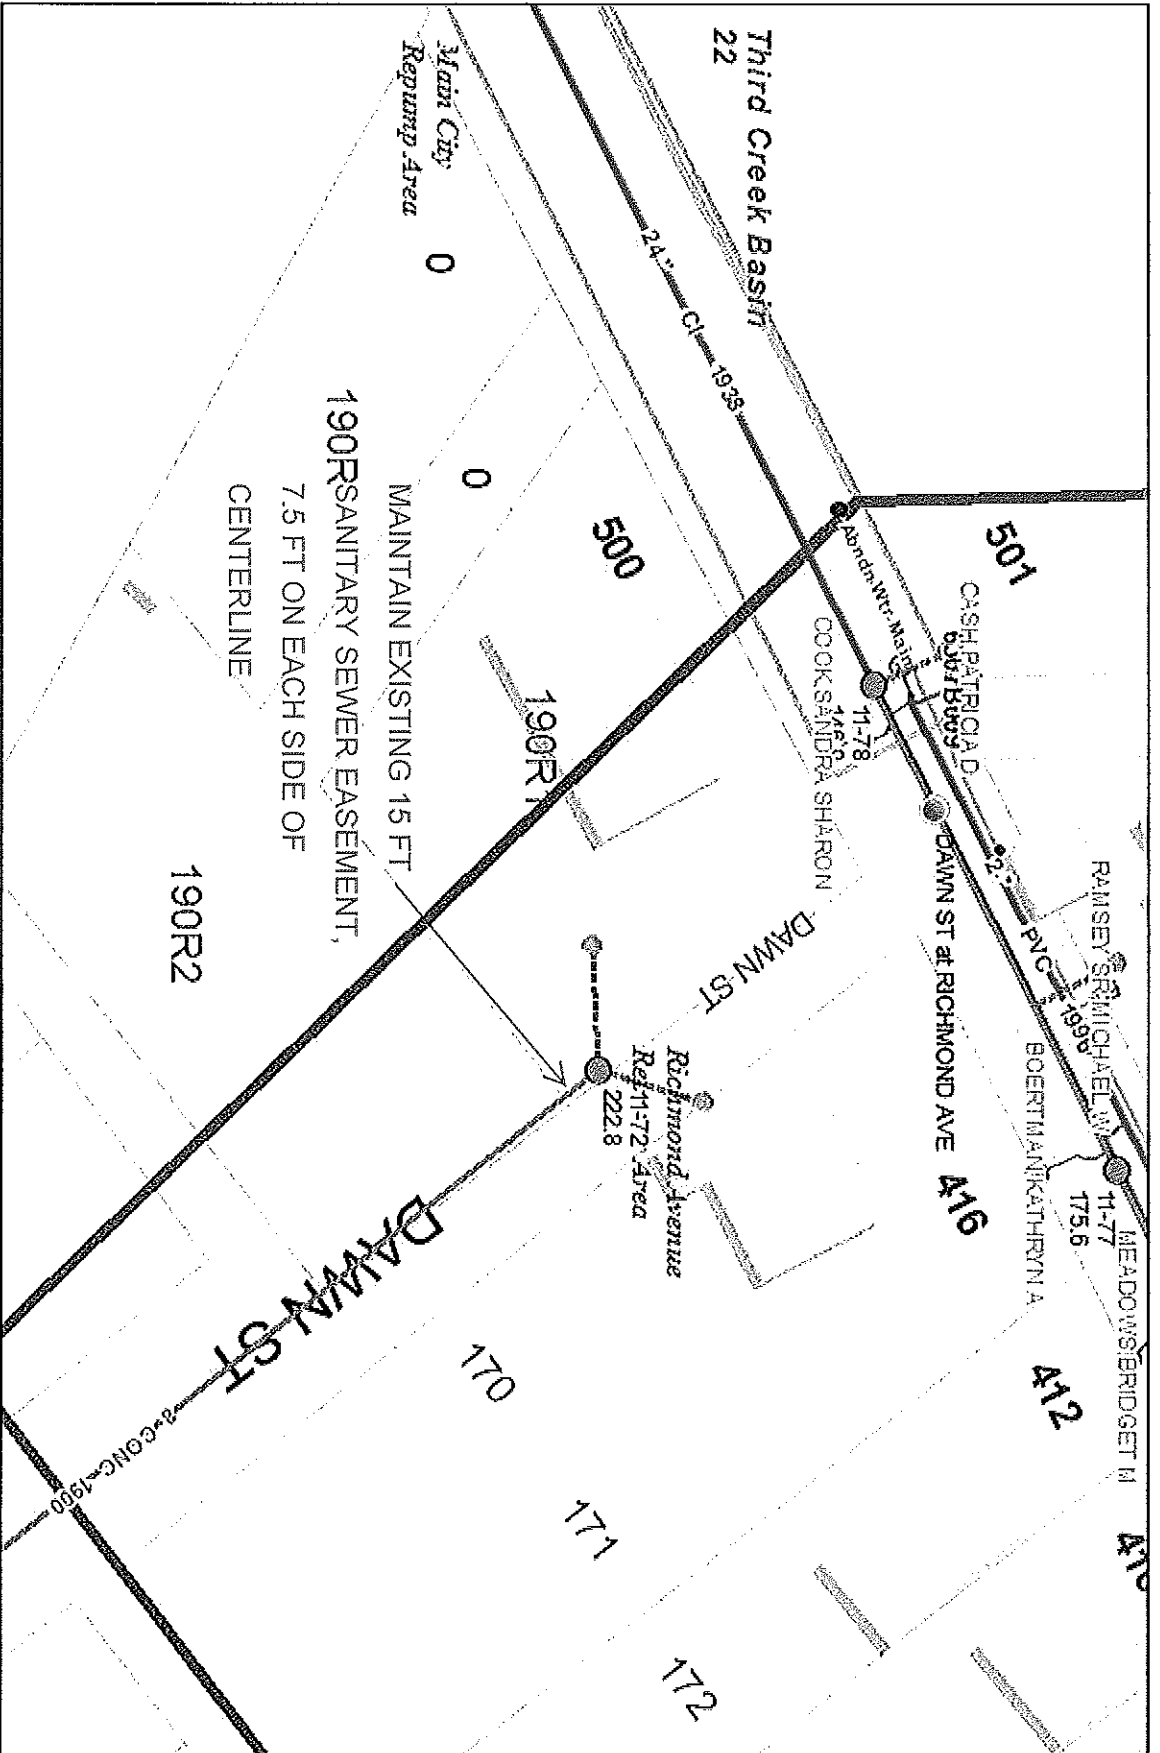 Third Creek Basin
22
Main City
Repump Area
0
0
24" CI 1938
501
500
Abndn Wtr Main
CASH PATRICIA D
11-78
COOK SANDRA SHARON
DAWN ST at RICHMOND AVE
2" PVC 1996
RAMSEY SR MICHAEL W
BOERTMAN KATHRYN A
11-77
175.6
MEADOWS BRIDGET M
416
412
190R1
190R
MAINTAIN EXISTING 15 FT
SANITARY SEWER EASEMENT,
7.5 FT ON EACH SIDE OF
CENTERLINE
190R2
DAWN ST
Richmond Avenue
Area
11-72
222.8
DAWN ST
8 CONC 1900
170
171
172